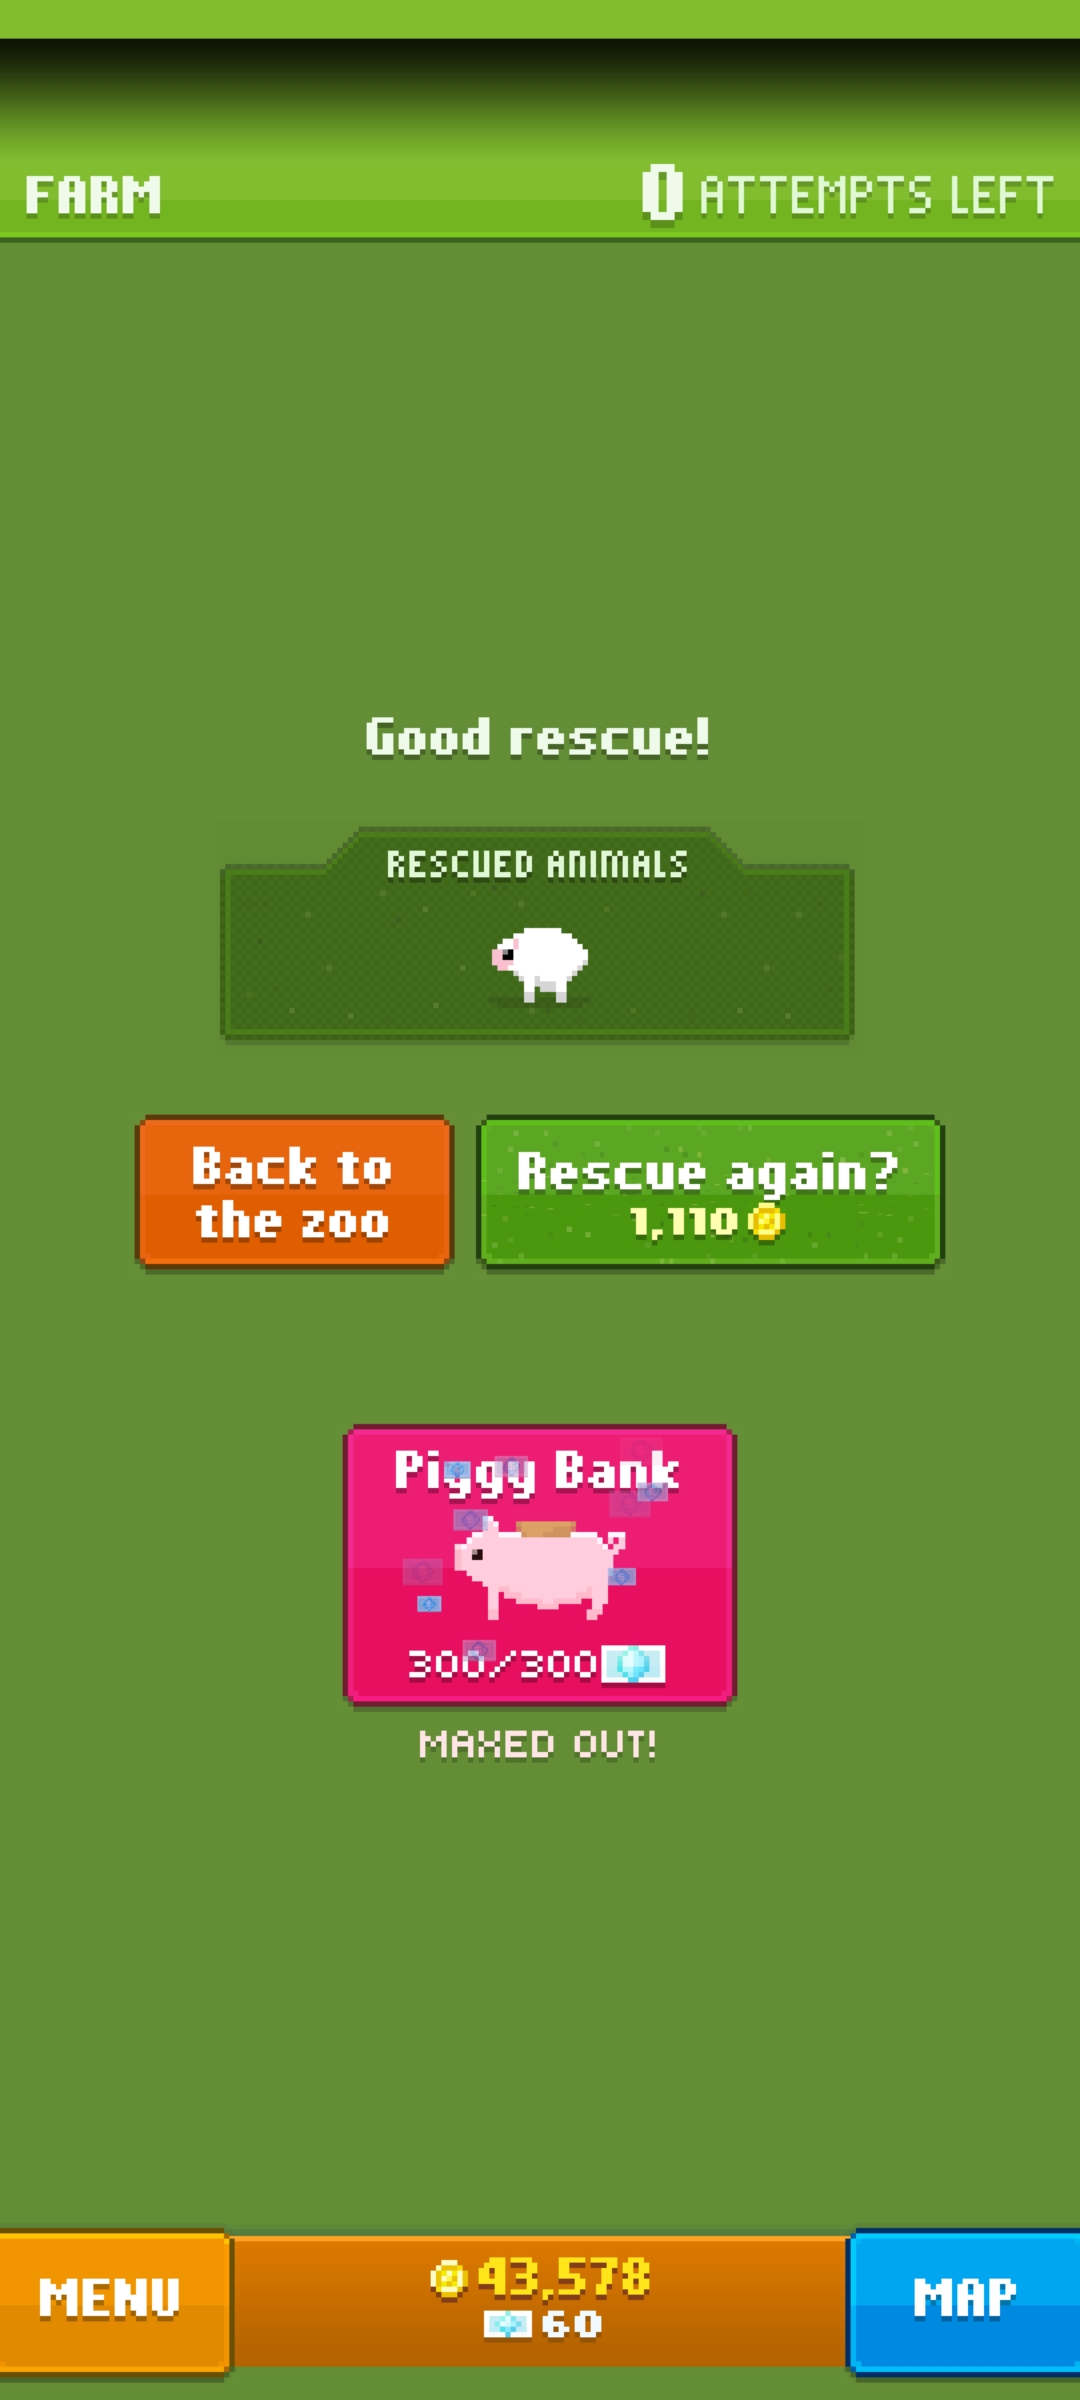 FARM
0 ATTEMPTS LEFT
Good rescue!
RESCUED ANIMALS
Back to
the zoo
Rescue again?
1,110
Piggy Bank
300/300
MAXED OUT!
MENU
43,578
60
MAP